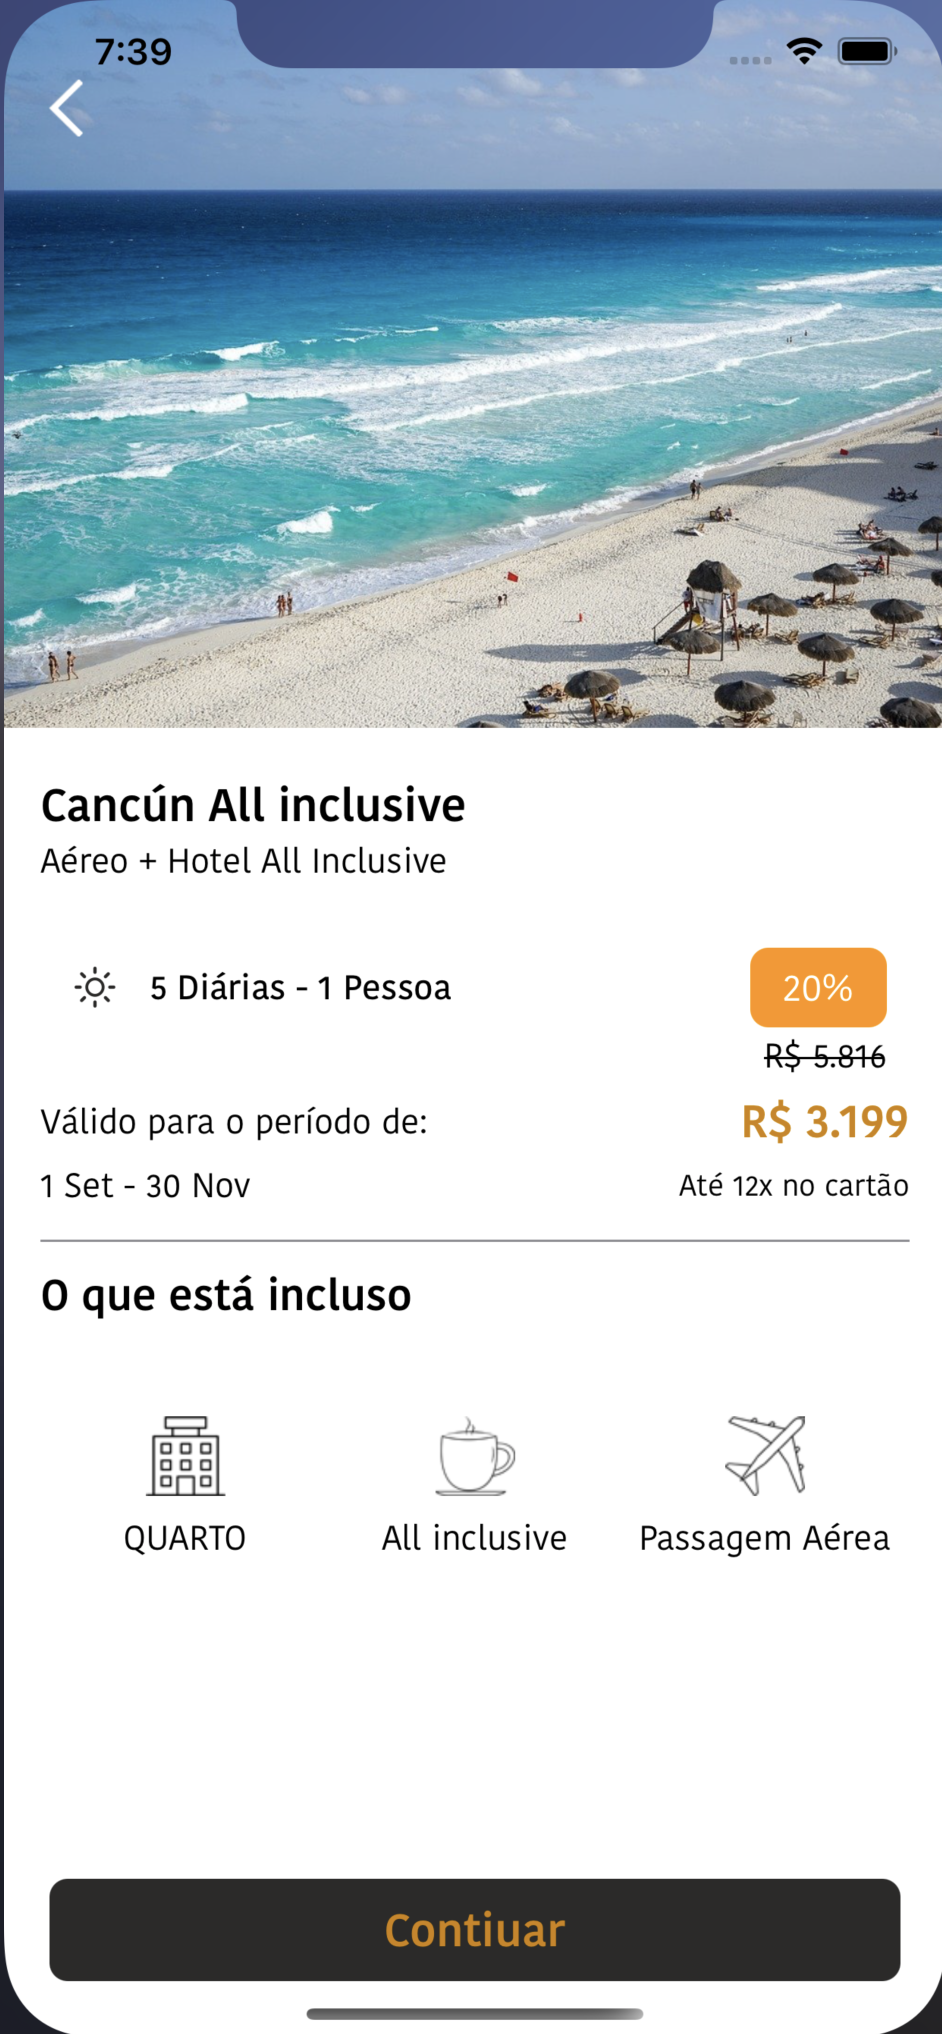 7:39
Cancún All inclusive
Aéreo + Hotel All Inclusive
5 Diárias - 1 Pessoa
20%
R$ 5.816
Válido para o período de:
R$ 3.199
1 Set - 30 Nov
Até 12x no cartão
O que está incluso
QUARTO
All inclusive
Passagem Aérea
Contiuar